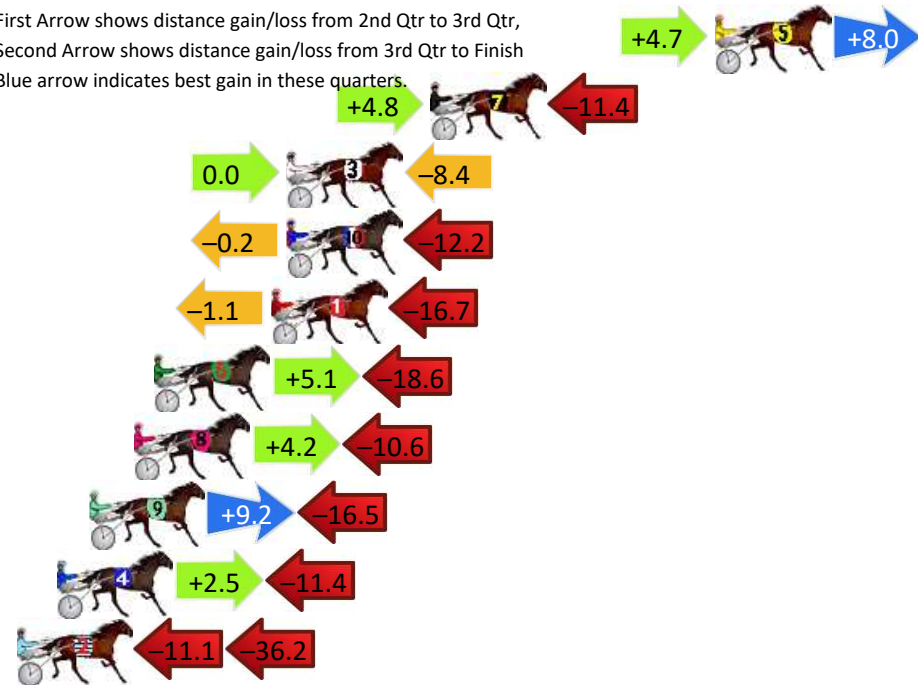 First Arrow shows distance gain/loss from 2nd Qtr to 3rd Qtr,
Second Arrow shows distance gain/loss from 3rd Qtr to Finish
Blue arrow indicates best gain in these quarters.
+4.7 5 +8.0
+4.8 7 –11.4
0.0 3 –8.4
–0.2 10 –12.2
–1.1 1 –16.7
6 +5.1 –18.6
8 +4.2 –10.6
9 +9.2 –16.5
4 +2.5 –11.4
2 –11.1 –36.2